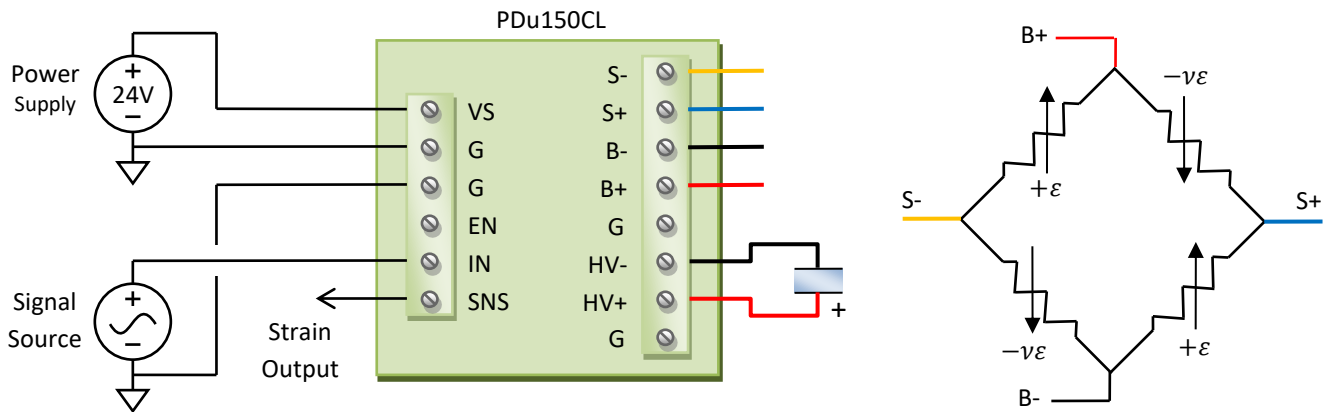 PDu150CL
Power
Supply
+
24V
−
VS
G
G
EN
IN
SNS
Signal
Source
+
−
Strain
Output
S-
S+
B-
B+
G
HV-
HV+
G
+
B+
−νε
+ε
S-
S+
−νε
+ε
B-